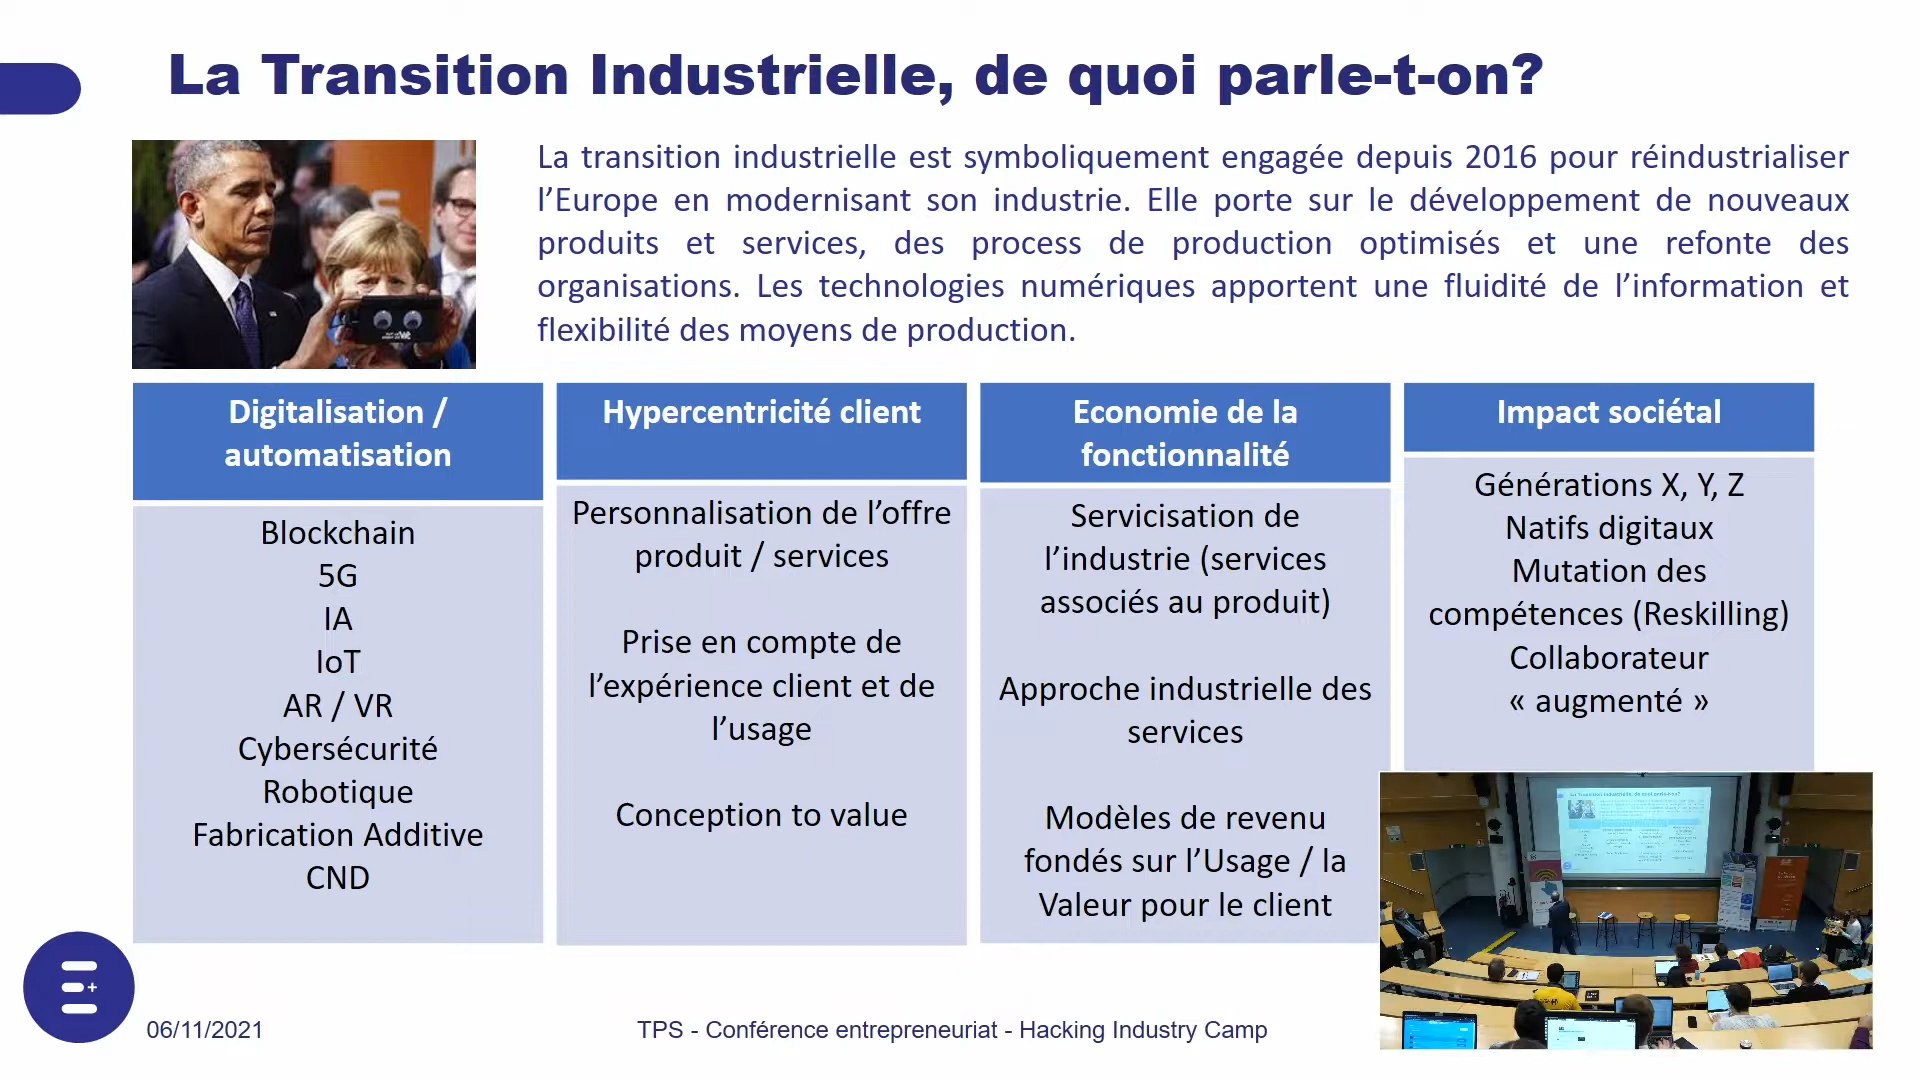 La Transition Industrielle, de quoi parle-t-on?
La transition industrielle est symboliquement engagée depuis 2016 pour réindustrialiser
l’Europe en modernisant son industrie. Elle porte sur le développement de nouveaux
produits et services, des process de production optimisés et une refonte des
organisations. Les technologies numériques apportent une fluidité de l’information et
flexibilité des moyens de production.
Digitalisation /
automatisation
Blockchain
5G
IA
IoT
AR / VR
Cybersécurité
Robotique
Fabrication Additive
CND
Hypercentricité client
Personnalisation de l’offre
produit / services
Prise en compte de
l’expérience client et de
l’usage
Conception to value
Economie de la
fonctionnalité
Servicisation de
l’industrie (services
associés au produit)
Approche industrielle des
services
Modèles de revenu
fondés sur l’Usage / la
Valeur pour le client
Impact sociétal
Générations X, Y, Z
Natifs digitaux
Mutation des
compétences (Reskilling)
Collaborateur
« augmenté »
La Transition Industrielle, de quoi parle-t-on?
E+
06/11/2021
TPS - Conférence entrepreneuriat - Hacking Industry Camp